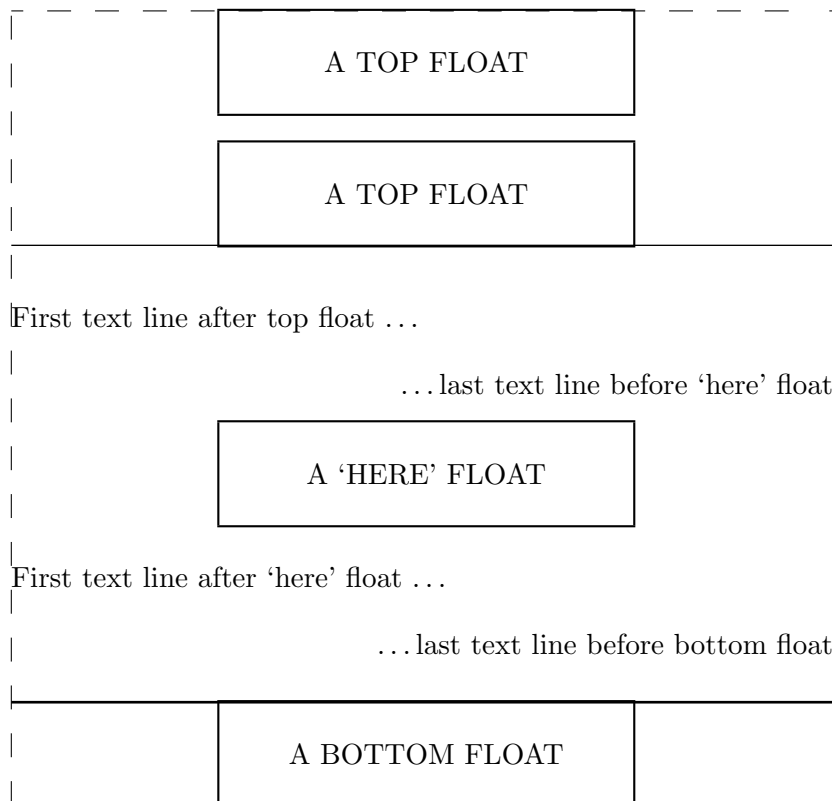 A TOP FLOAT
A TOP FLOAT
First text line after top float ...
...last text line before ‘here’ float
A ‘HERE’ FLOAT
First text line after ‘here’ float ...
...last text line before bottom float
A BOTTOM FLOAT